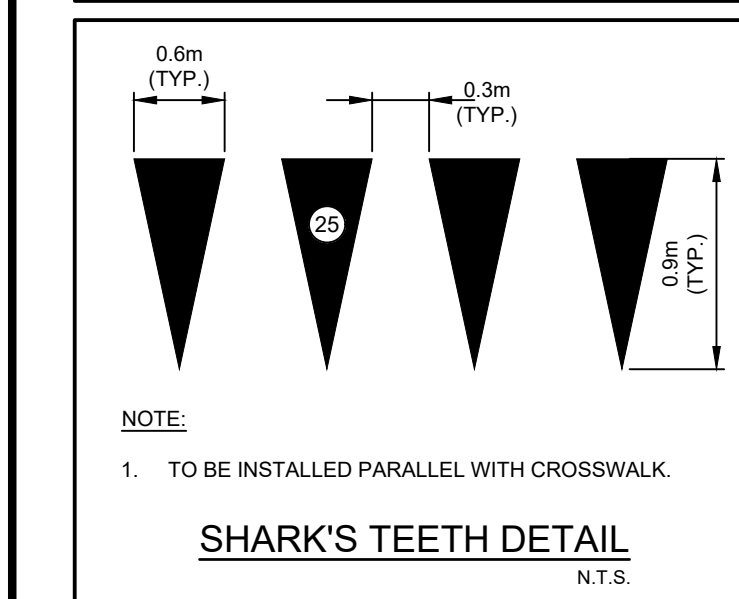 0.6m
(TYP.)
0.3m
(TYP.)
25
0.9m
(TYP.)
NOTE:
1. TO BE INSTALLED PARALLEL WITH CROSSWALK.
SHARK'S TEETH DETAIL
N.T.S.